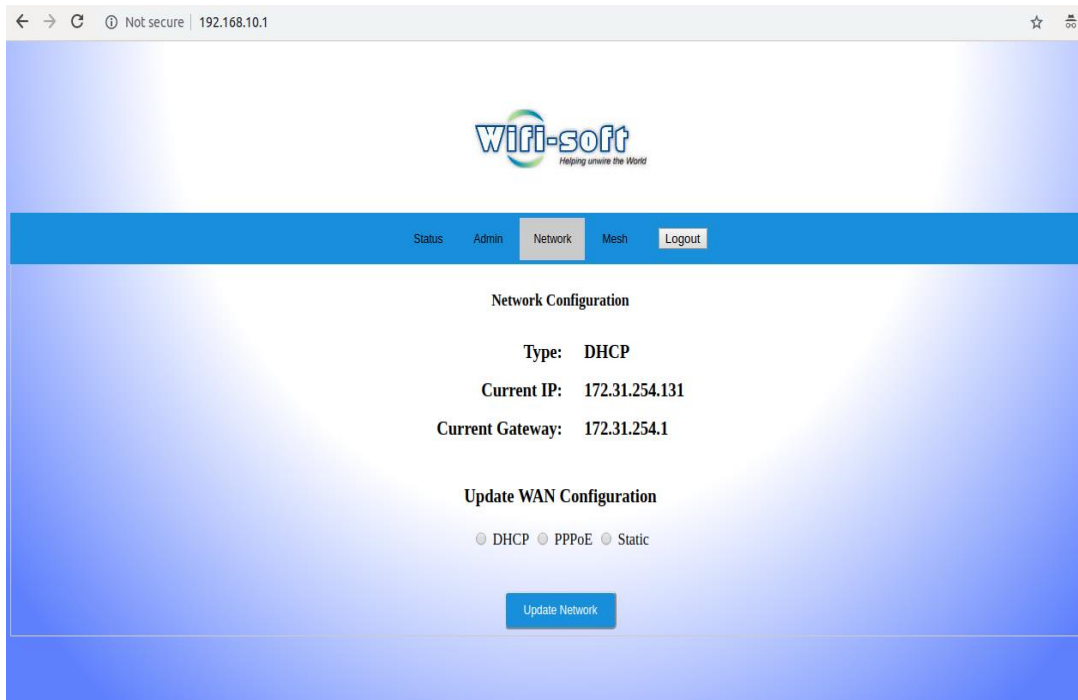 Not secure | 192.168.10.1
Wifi-soft
Helping unwire the World
Status Admin Network Mesh Logout
Network Configuration
Type: DHCP
Current IP: 172.31.254.131
Current Gateway: 172.31.254.1
Update WAN Configuration
DHCP PPPoE Static
Update Network